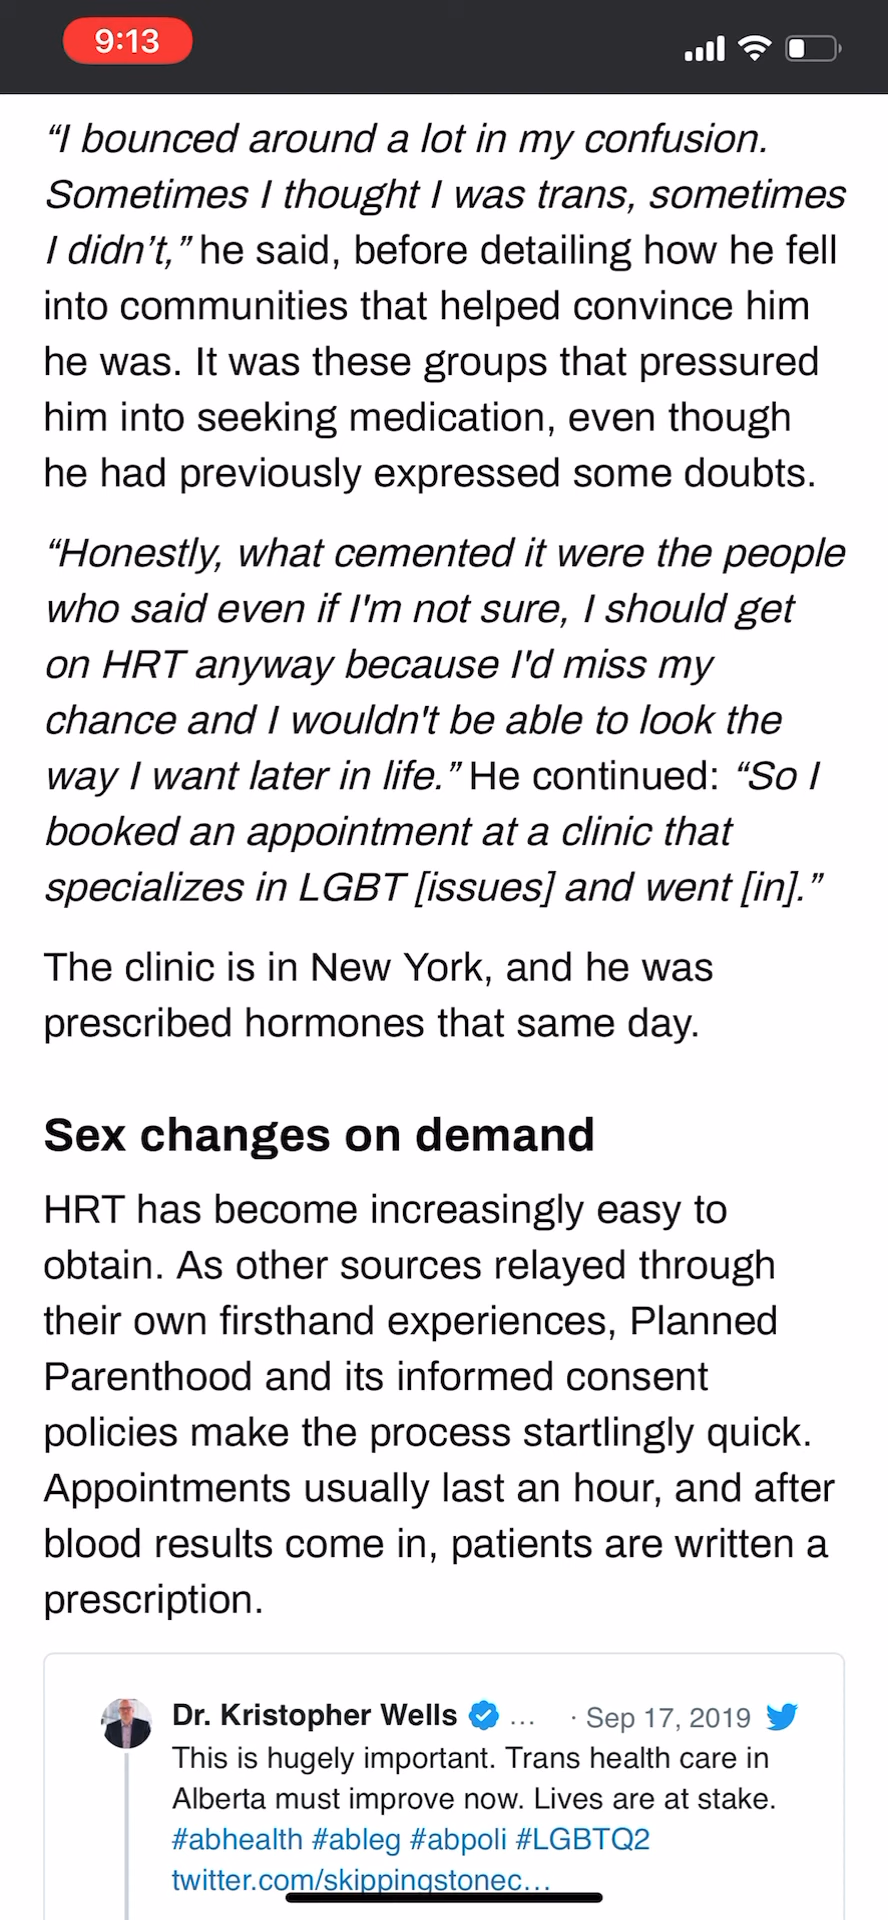 9:13
“I bounced around a lot in my confusion.
Sometimes I thought I was trans, sometimes
I didn’t,” he said, before detailing how he fell
into communities that helped convince him
he was. It was these groups that pressured
him into seeking medication, even though
he had previously expressed some doubts.
“Honestly, what cemented it were the people
who said even if I'm not sure, I should get
on HRT anyway because I'd miss my
chance and I wouldn't be able to look the
way I want later in life.” He continued: “So I
booked an appointment at a clinic that
specializes in LGBT [issues] and went [in].”
The clinic is in New York, and he was
prescribed hormones that same day.
Sex changes on demand
HRT has become increasingly easy to
obtain. As other sources relayed through
their own firsthand experiences, Planned
Parenthood and its informed consent
policies make the process startlingly quick.
Appointments usually last an hour, and after
blood results come in, patients are written a
prescription.
Dr. Kristopher Wells ... · Sep 17, 2019
This is hugely important. Trans health care in
Alberta must improve now. Lives are at stake.
#abhealth #ableg #abpoli #LGBTQ2
twitter.com/skippingstonec…